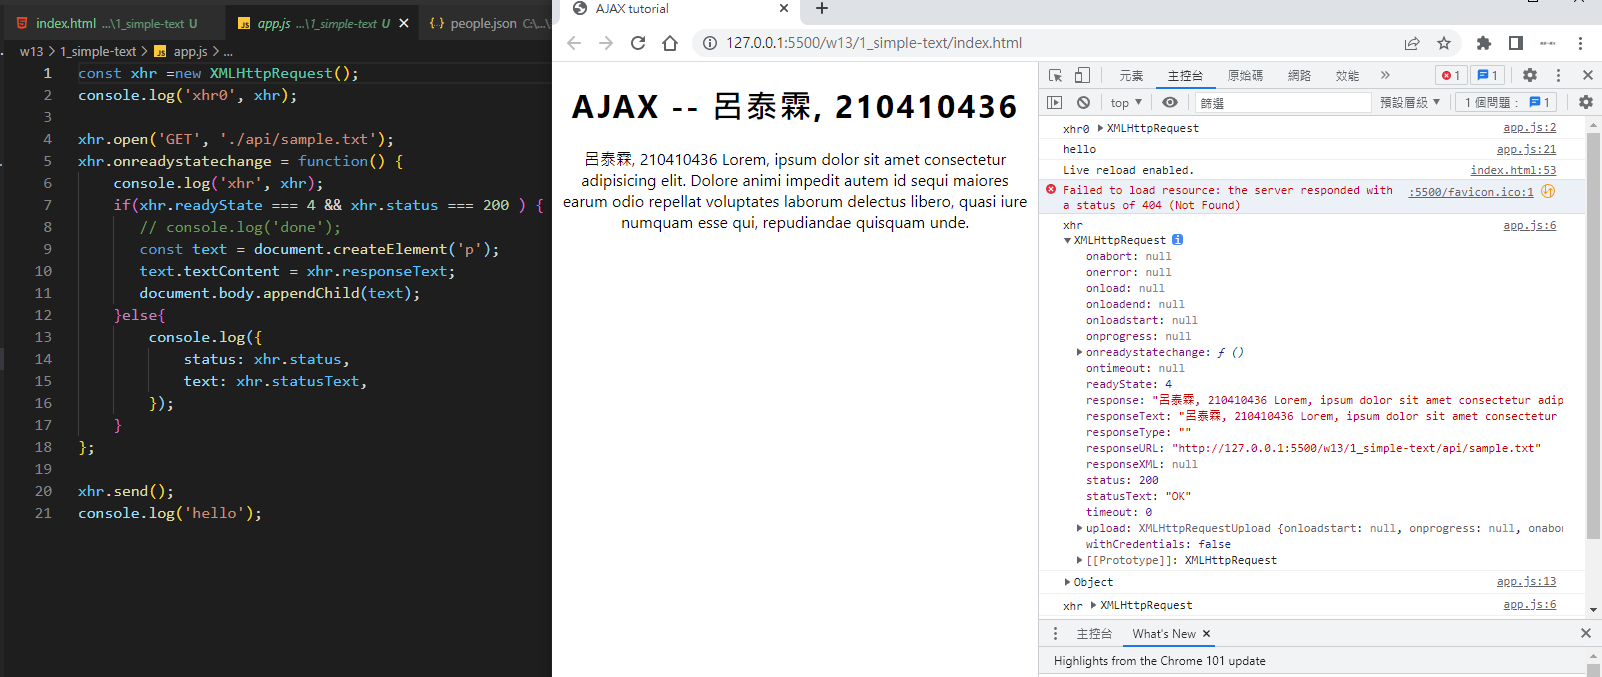 index.html ...\1_simple-text U
app.js ...\1_simple-text U
people.json C:\...\
w13 > 1_simple-text > app.js > ...
1 const xhr =new XMLHttpRequest();
2 console.log('xhr0', xhr);
3
4 xhr.open('GET', './api/sample.txt');
5 xhr.onreadystatechange = function() {
6 console.log('xhr', xhr);
7 if(xhr.readyState === 4 && xhr.status === 200 ) {
8 // console.log('done');
9 const text = document.createElement('p');
10 text.textContent = xhr.responseText;
11 document.body.appendChild(text);
12 }else{
13 console.log({
14 status: xhr.status,
15 text: xhr.statusText,
16 });
17 }
18 };
19
20 xhr.send();
21 console.log('hello');
AJAX tutorial
127.0.0.1:5500/w13/1_simple-text/index.html
AJAX -- 呂泰霖, 210410436
呂泰霖, 210410436 Lorem, ipsum dolor sit amet consectetur
adipisicing elit. Dolore animi impedit autem id sequi maiores
earum odio repellat voluptates laborum delectus libero, quasi iure
numquam esse qui, repudiandae quisquam unde.
元素 主控台 原始碼 網路 效能 » 1 1
top 篩選 預設層級 1 個問題： 1
xhr0 XMLHttpRequest app.js:2
hello app.js:21
Live reload enabled. index.html:53
Failed to load resource: the server responded with :5500/favicon.ico:1
a status of 404 (Not Found)
xhr app.js:6
XMLHttpRequest i
onabort: null
onerror: null
onload: null
onloadend: null
onloadstart: null
onprogress: null
onreadystatechange: ƒ ()
ontimeout: null
readyState: 4
response: "呂泰霖, 210410436 Lorem, ipsum dolor sit amet consectetur adip
responseText: "呂泰霖, 210410436 Lorem, ipsum dolor sit amet consectetur
responseType: ""
responseURL: "http://127.0.0.1:5500/w13/1_simple-text/api/sample.txt"
responseXML: null
status: 200
statusText: "OK"
timeout: 0
upload: XMLHttpRequestUpload {onloadstart: null, onprogress: null, onabor
withCredentials: false
[[Prototype]]: XMLHttpRequest
Object app.js:13
xhr XMLHttpRequest app.js:6
主控台 What's New
Highlights from the Chrome 101 update